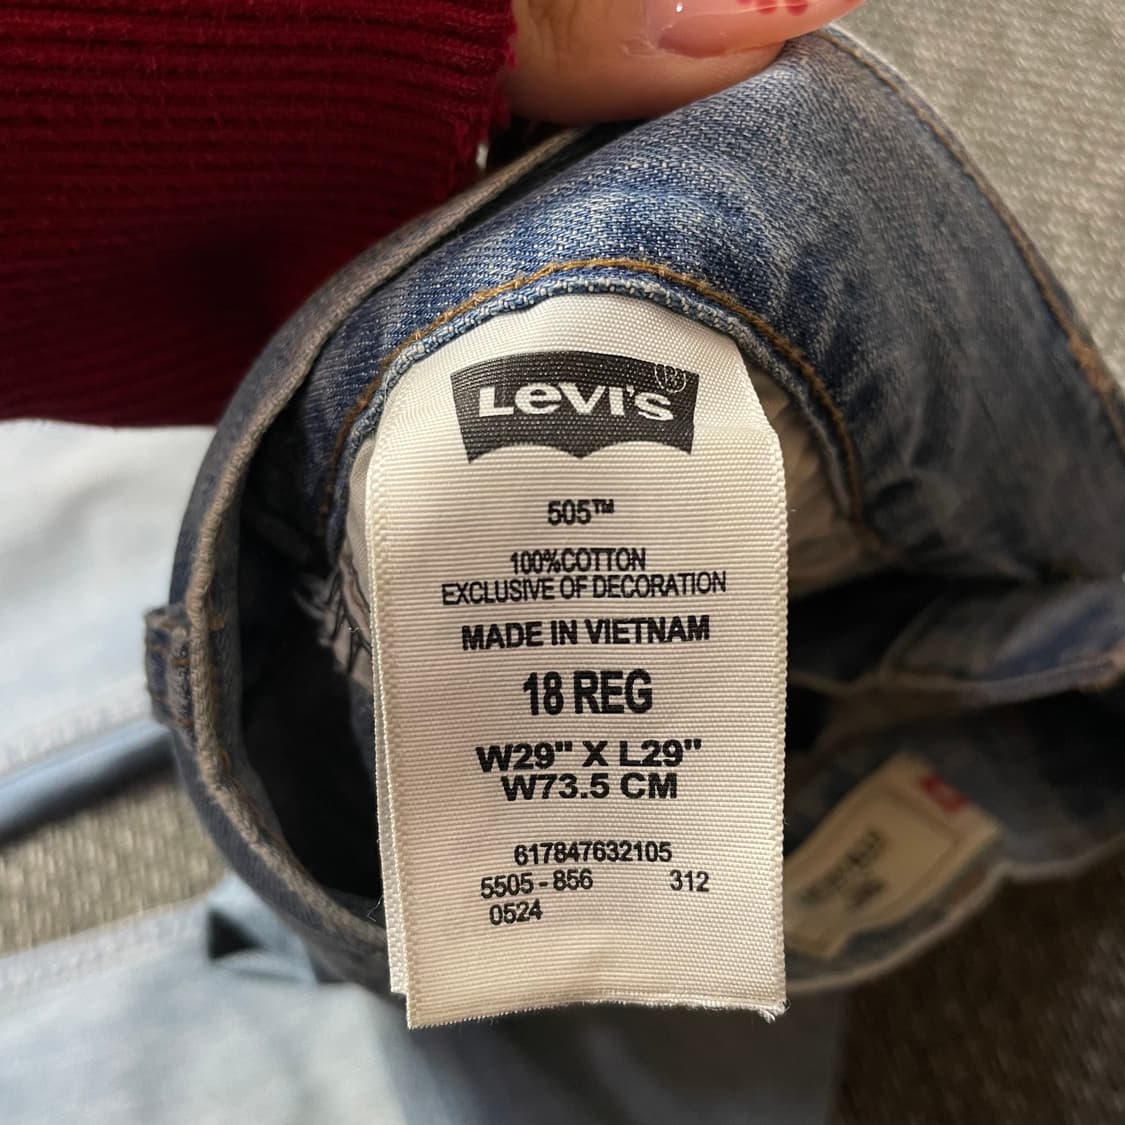 LeVI'S®
505™
100%COTTON
EXCLUSIVE OF DECORATION
MADE IN VIETNAM
18 REG
W29" X L29"
W73.5 CM
617847632105
5505 - 856 312
0524